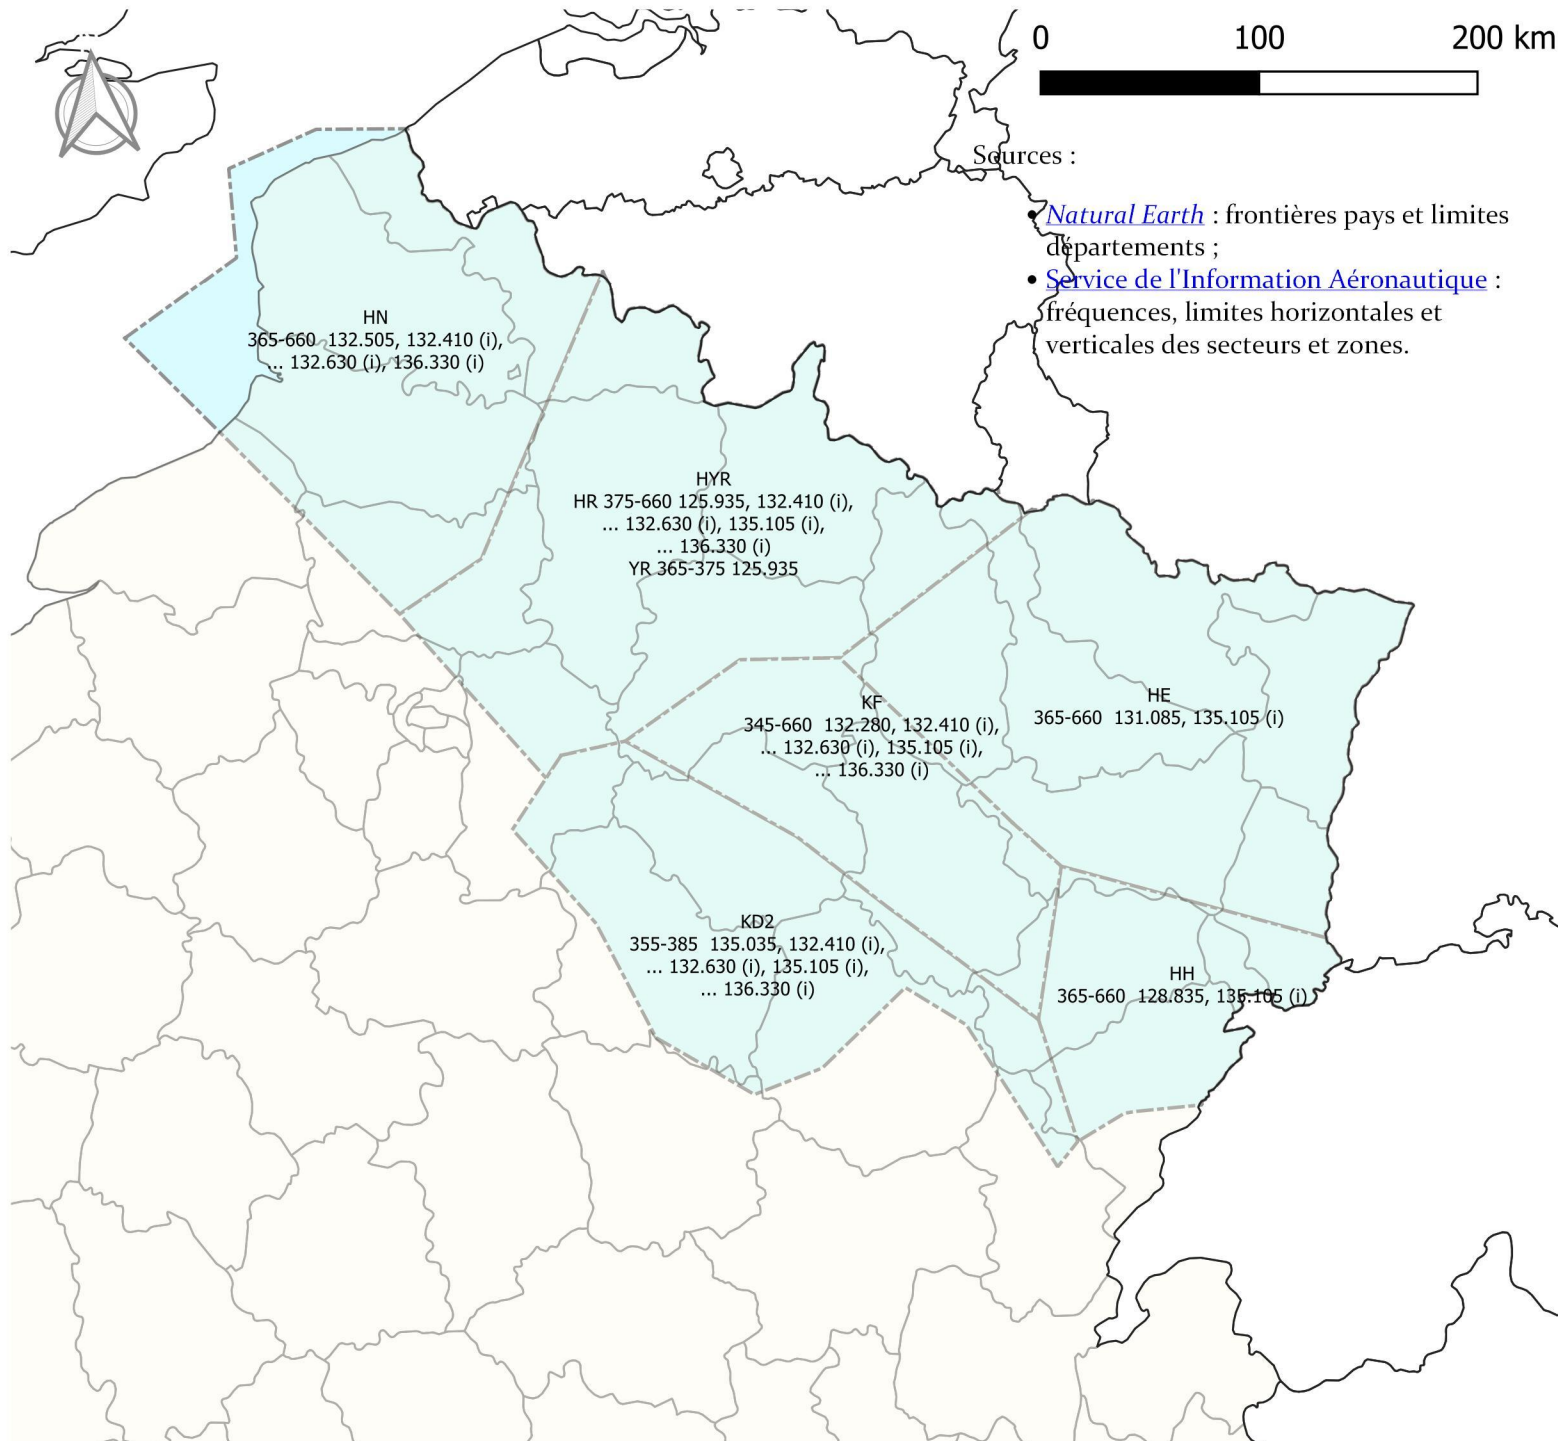 0 100 200 km
Sources :
• Natural Earth : frontières pays et limites
départements ;
• Service de l'Information Aéronautique :
fréquences, limites horizontales et
verticales des secteurs et zones.
HN
365-660 132.505, 132.410 (i),
... 132.630 (i), 136.330 (i)
HYR
HR 375-660 125.935, 132.410 (i),
... 132.630 (i), 135.105 (i),
... 136.330 (i)
YR 365-375 125.935
KF
345-660 132.280, 132.410 (i),
... 132.630 (i), 135.105 (i),
... 136.330 (i)
HE
365-660 131.085, 135.105 (i)
KD2
355-385 135.035, 132.410 (i),
... 132.630 (i), 135.105 (i),
... 136.330 (i)
HH
365-660 128.835, 135.105 (i)